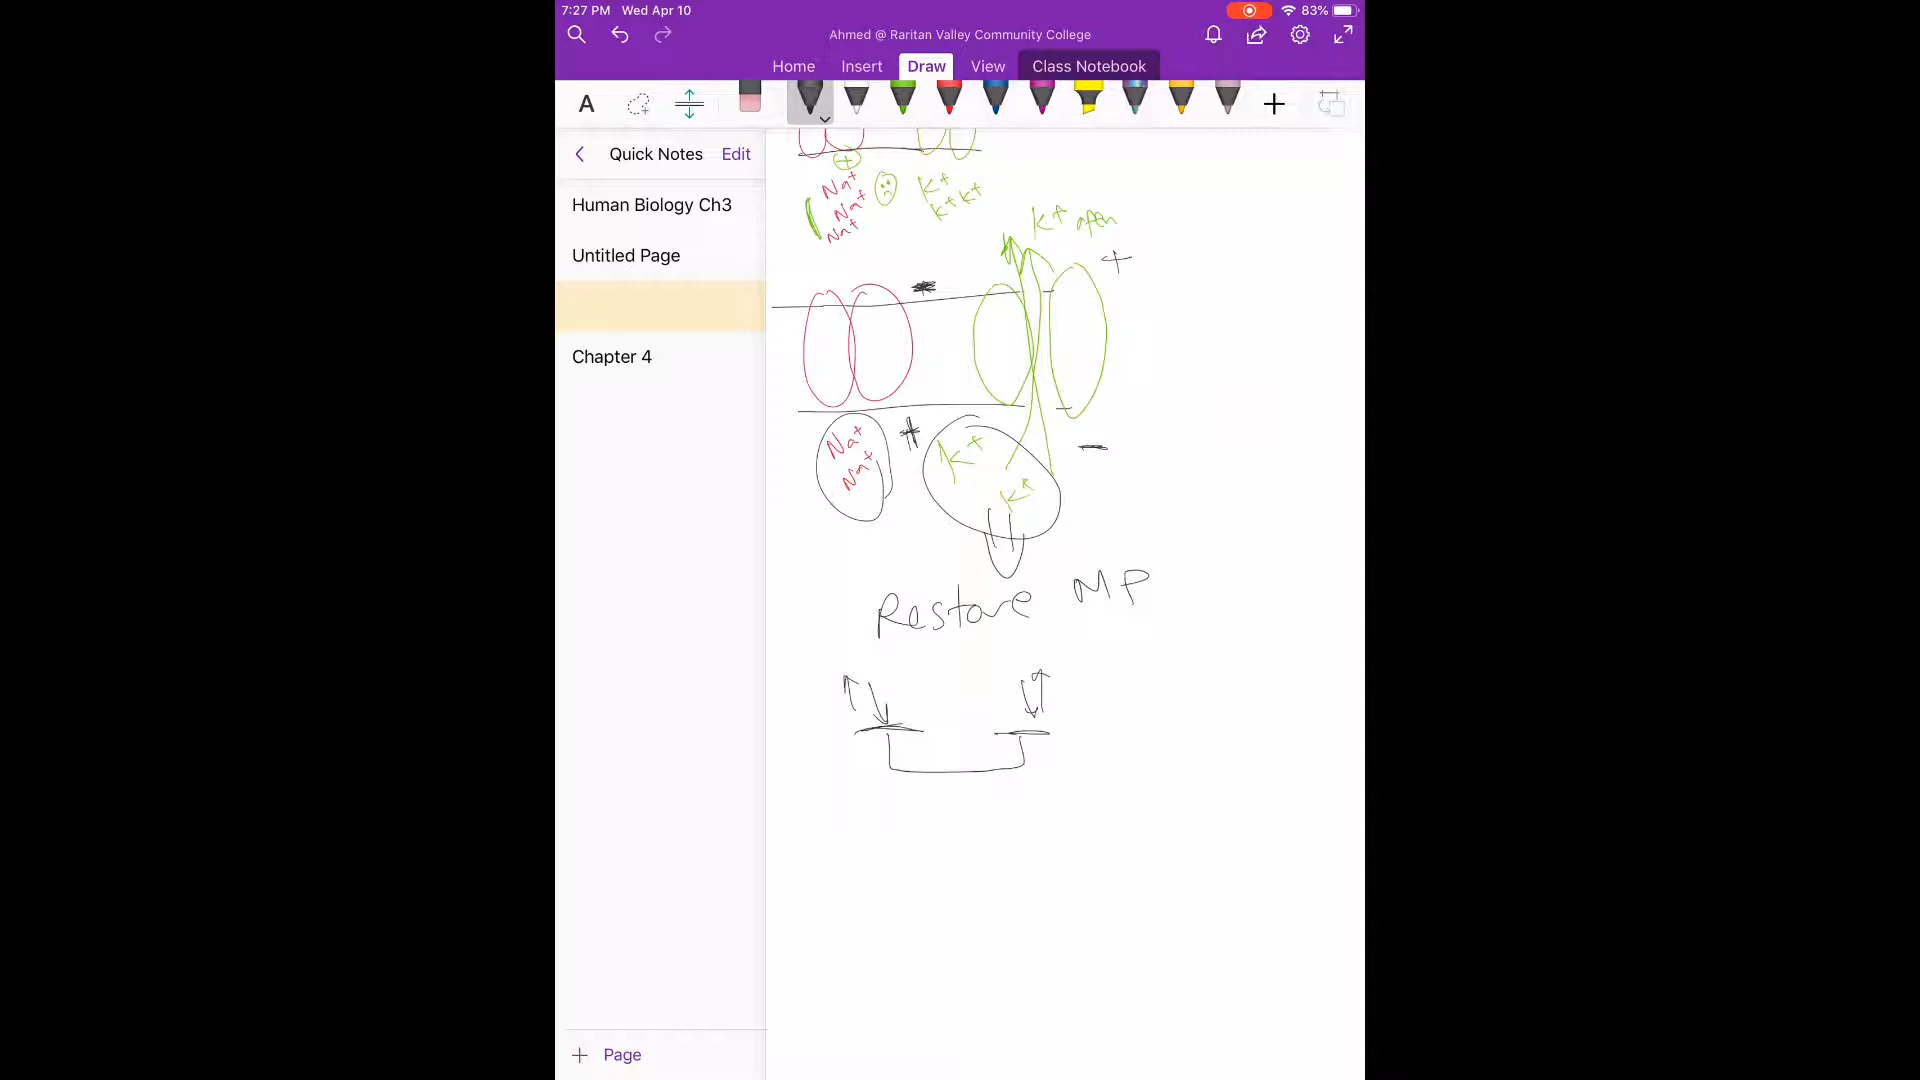 7:27 PM Wed Apr 10 83%
Ahmed @ Raritan Valley Community College
Home Insert Draw View Class Notebook
A
Quick Notes Edit
Human Biology Ch3
Untitled Page
Chapter 4
+ Page
+
Na+ K+
Na+ K+ K+
Na+
K+ open
+
Na+ K+
Na+
K+
-
Restore MP